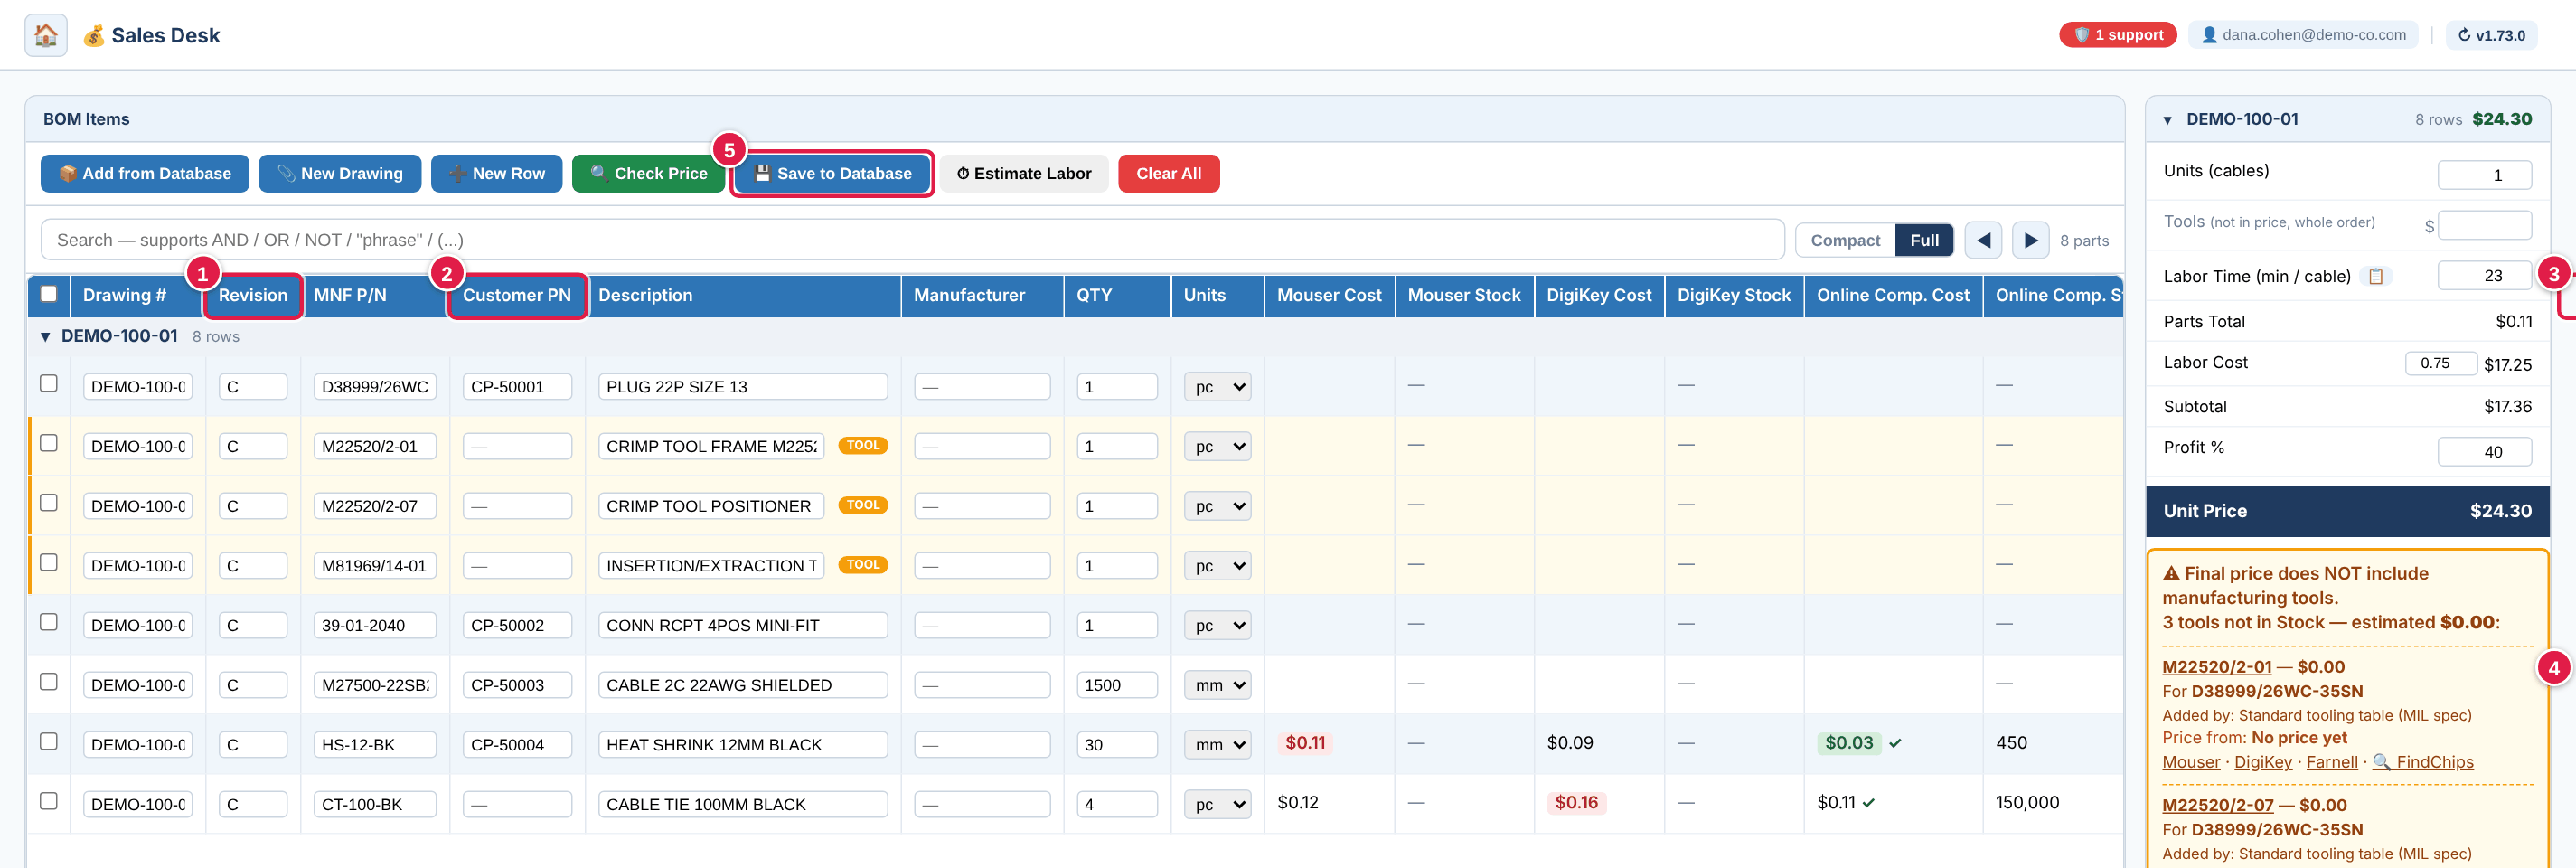 🏠 💰 Sales Desk
🛡️ 1 support 👤 dana.cohen@demo-co.com ↻ v1.73.0
BOM Items
5
📦 Add from Database 📎 New Drawing ➕ New Row 🔍 Check Price 💾 Save to Database ⏱ Estimate Labor Clear All
Search — supports AND / OR / NOT / "phrase" / (...) Compact Full ◀ ▶ 8 parts
1 2
Drawing # Revision MNF P/N Customer PN Description Manufacturer QTY Units Mouser Cost Mouser Stock DigiKey Cost DigiKey Stock Online Comp. Cost Online Comp. S
▼ DEMO-100-01 8 rows
DEMO-100-0 C D38999/26WC CP-50001 PLUG 22P SIZE 13 — 1 pc — — —
DEMO-100-0 C M22520/2-01 — CRIMP TOOL FRAME M2252 TOOL — 1 pc — — —
DEMO-100-0 C M22520/2-07 — CRIMP TOOL POSITIONER TOOL — 1 pc — — —
DEMO-100-0 C M81969/14-01 — INSERTION/EXTRACTION T TOOL — 1 pc — — —
DEMO-100-0 C 39-01-2040 CP-50002 CONN RCPT 4POS MINI-FIT — 1 pc — — —
DEMO-100-0 C M27500-22SB2 CP-50003 CABLE 2C 22AWG SHIELDED — 1500 mm — — —
DEMO-100-0 C HS-12-BK CP-50004 HEAT SHRINK 12MM BLACK — 30 mm $0.11 — $0.09 — $0.03 ✓ 450
DEMO-100-0 C CT-100-BK — CABLE TIE 100MM BLACK — 4 pc $0.12 — $0.16 — $0.11 ✓ 150,000
▼ DEMO-100-01 8 rows $24.30
Units (cables) 1
Tools (not in price, whole order) $
Labor Time (min / cable) 📋 23
3
Parts Total $0.11
Labor Cost 0.75 $17.25
Subtotal $17.36
Profit % 40
Unit Price $24.30
⚠ Final price does NOT include
manufacturing tools.
3 tools not in Stock — estimated $0.00:
M22520/2-01 — $0.00
4
For D38999/26WC-35SN
Added by: Standard tooling table (MIL spec)
Price from: No price yet
Mouser · DigiKey · Farnell · 🔍 FindChips
M22520/2-07 — $0.00
For D38999/26WC-35SN
Added by: Standard tooling table (MIL spec)